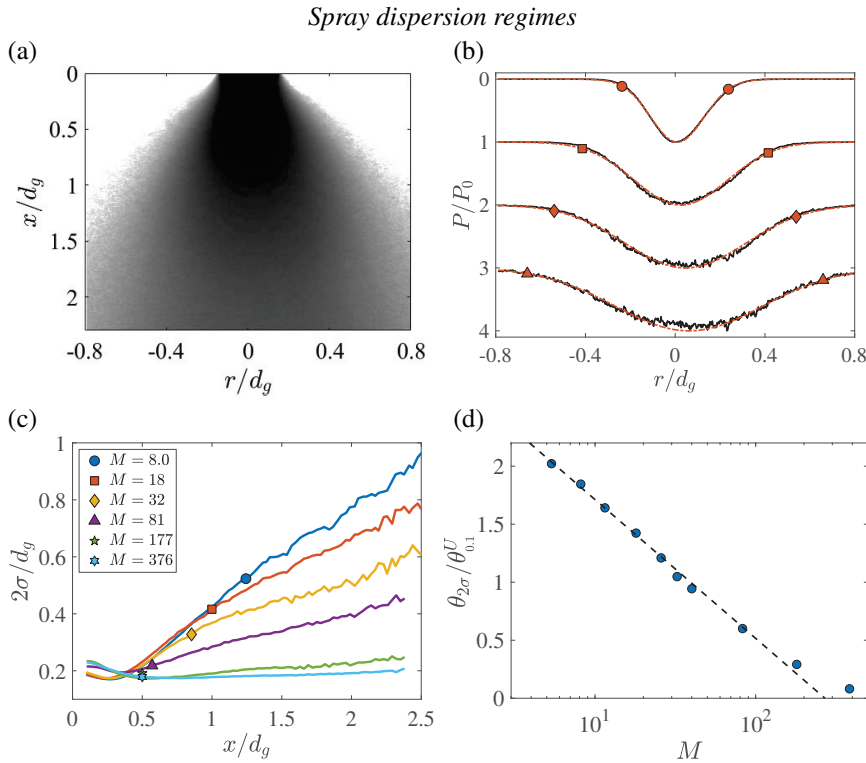 Spray dispersion regimes
(a)
0
0.5
1
1.5
2
x/d_g
-0.8 -0.4 0 0.4 0.8
r/d_g
(b)
0
1
2
3
4
P/P_0
-0.8 -0.4 0 0.4 0.8
r/d_g
(c)
1
0.8
0.6
0.4
0.2
2σ/d_g
M = 8.0
M = 18
M = 32
M = 81
M = 177
M = 376
0 0.5 1 1.5 2 2.5
x/d_g
(d)
2
1.5
1
0.5
0
θ_{2σ}/θ^U_{0.1}
10^1 10^2
M